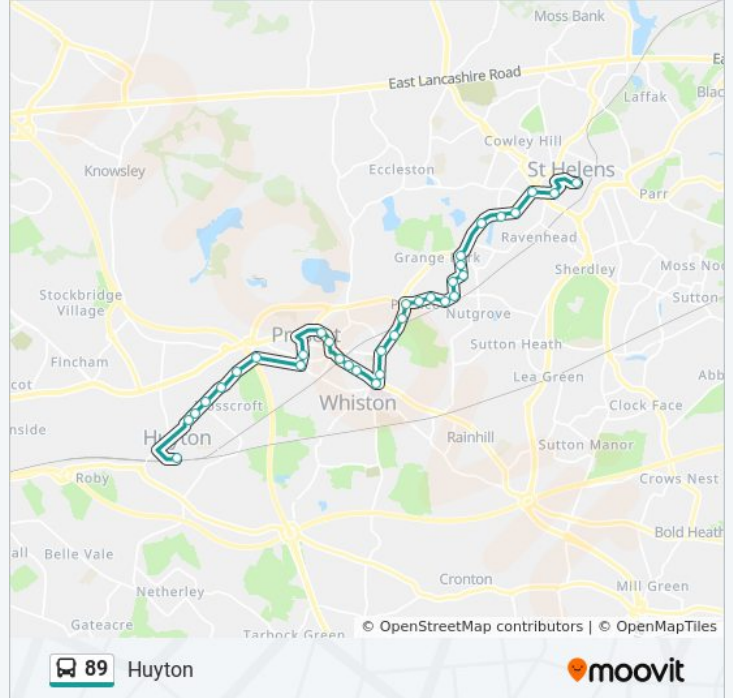 Moss Bank
East Lancashire Road
Laffak
Cowley Hill
Eccleston
St Helens
Knowsley
Parr
Ravenhead
Grange Park
Sherdley
Stockbridge
Village
Nutgrove
Sutton
Prescot
Sutton Heath
Fincham
Lea Green
Whiston
Clock Face
Huyton
Rainhill
Sutton Manor
Roby
Crows Nest
Bold Heath
Belle Vale
Cronton
Netherley
Mill Green
Gateacre
Tarbock Green
© OpenStreetMap contributors | © OpenMapTiles
89 Huyton
moovit